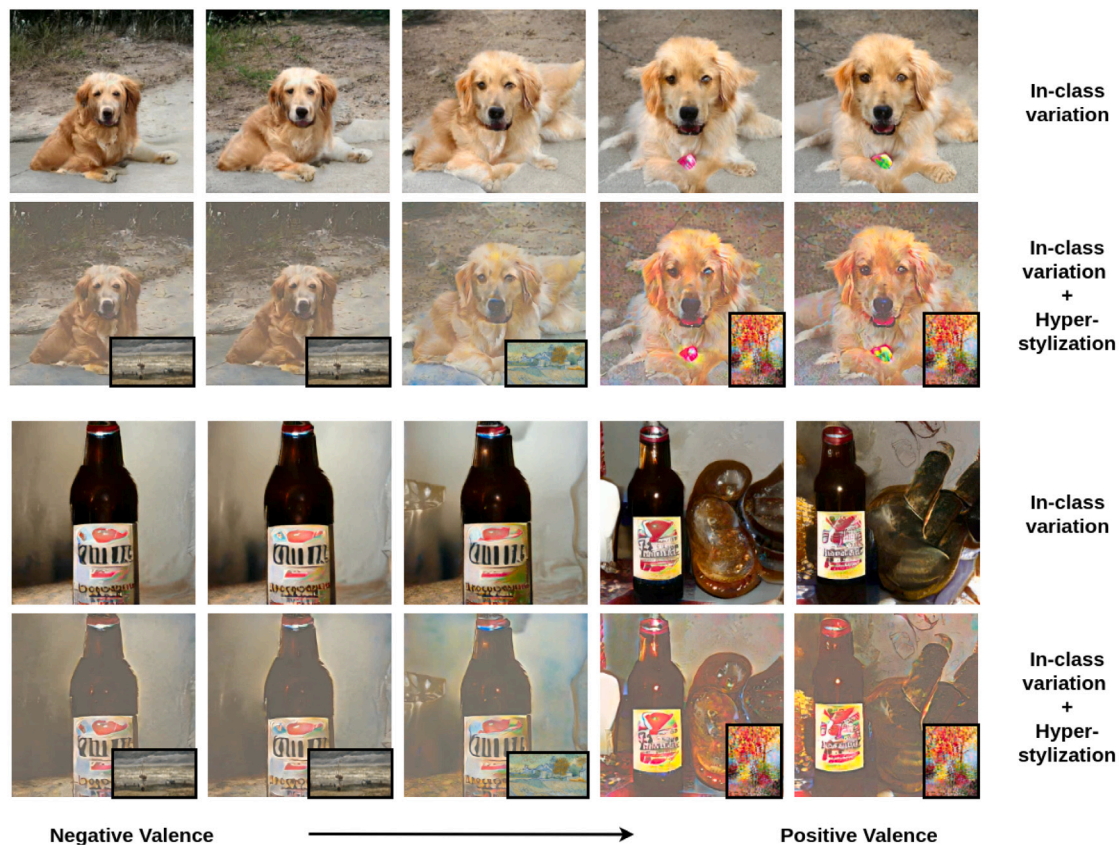 In-class
variation
In-class
variation
+
Hyper-
stylization
In-class
variation
In-class
variation
+
Hyper-
stylization
Negative Valence
Positive Valence